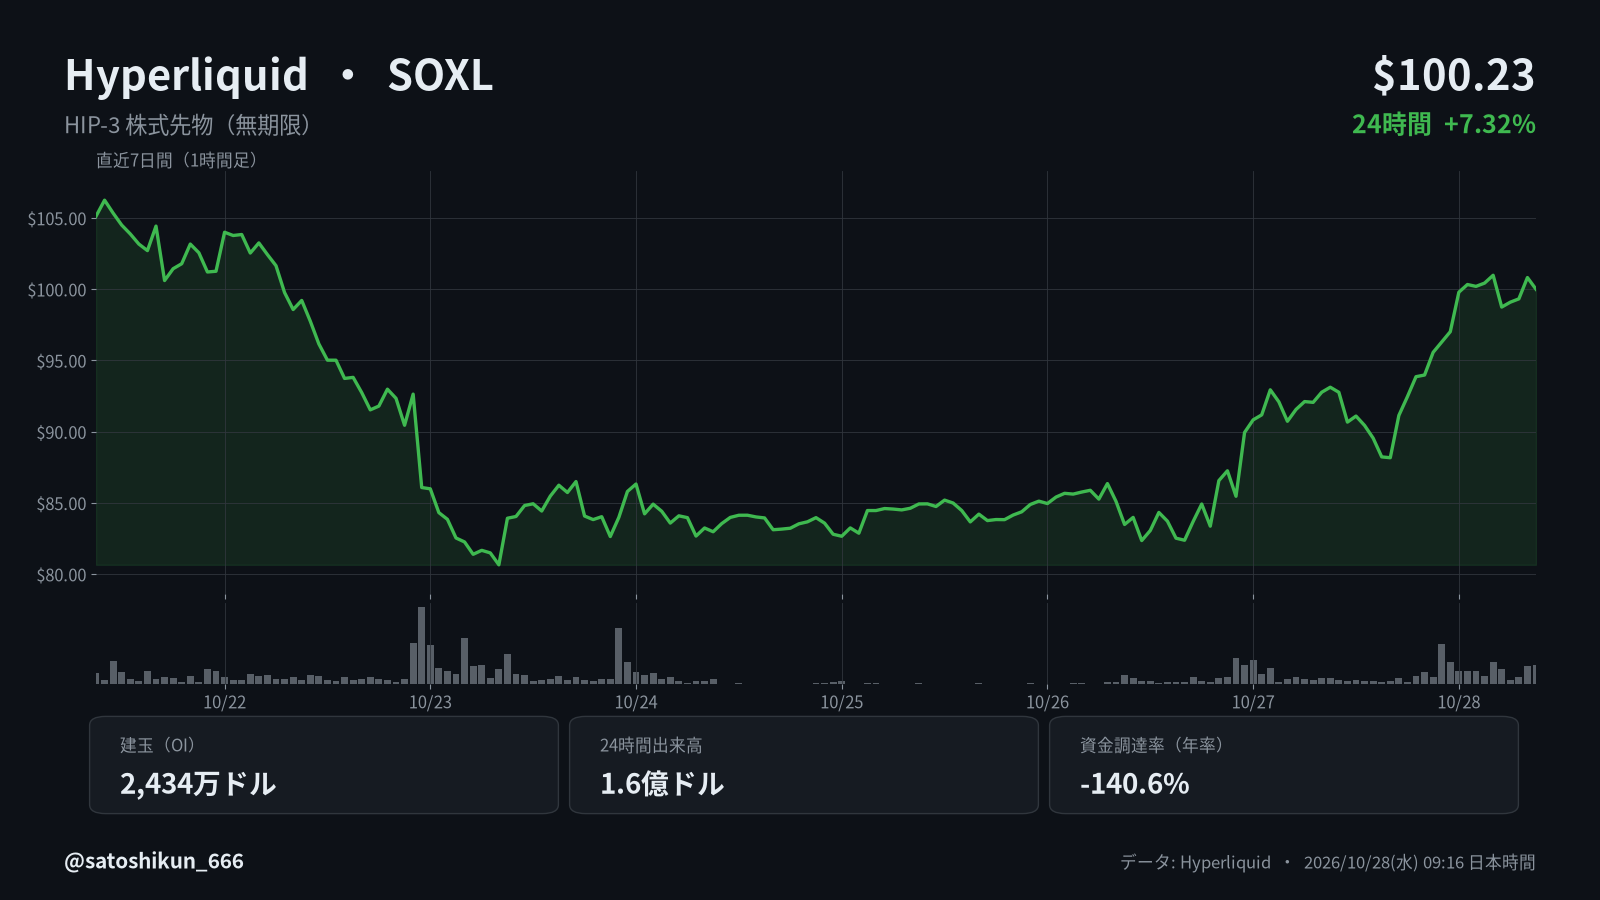 Hyperliquid ・ SOXL
$100.23
HIP-3 株式先物（無期限）
24時間 +7.32%
直近7日間（1時間足）
$105.00
$100.00
$95.00
$90.00
$85.00
$80.00
10/22
10/23
10/24
10/25
10/26
10/27
10/28
建玉（OI）
2,434万ドル
24時間出来高
1.6億ドル
資金調達率（年率）
-140.6%
@satoshikun_666
データ: Hyperliquid ・ 2026/10/28(水) 09:16 日本時間